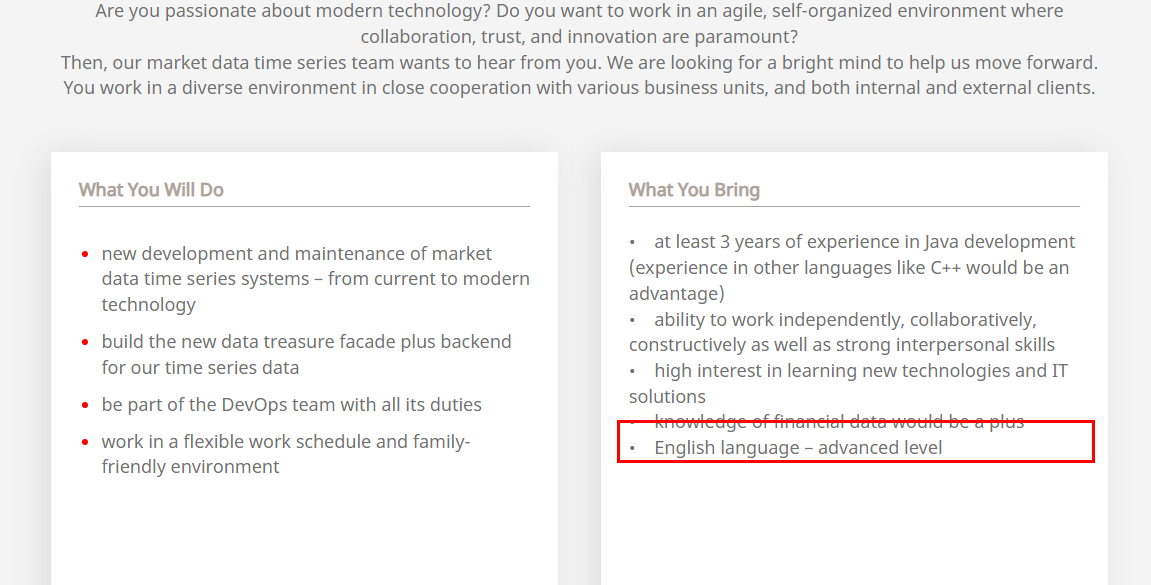 Are you passionate about modern technology? Do you want to work in an agile, self-organized environment where
collaboration, trust, and innovation are paramount?
Then, our market data time series team wants to hear from you. We are looking for a bright mind to help us move forward.
You work in a diverse environment in close cooperation with various business units, and both internal and external clients.
What You Will Do
• new development and maintenance of market
data time series systems – from current to modern
technology
• build the new data treasure facade plus backend
for our time series data
• be part of the DevOps team with all its duties
• work in a flexible work schedule and family-
friendly environment
What You Bring
• at least 3 years of experience in Java development
(experience in other languages like C++ would be an
advantage)
• ability to work independently, collaboratively,
constructively as well as strong interpersonal skills
• high interest in learning new technologies and IT
solutions
• knowledge of financial data would be a plus
• English language – advanced level